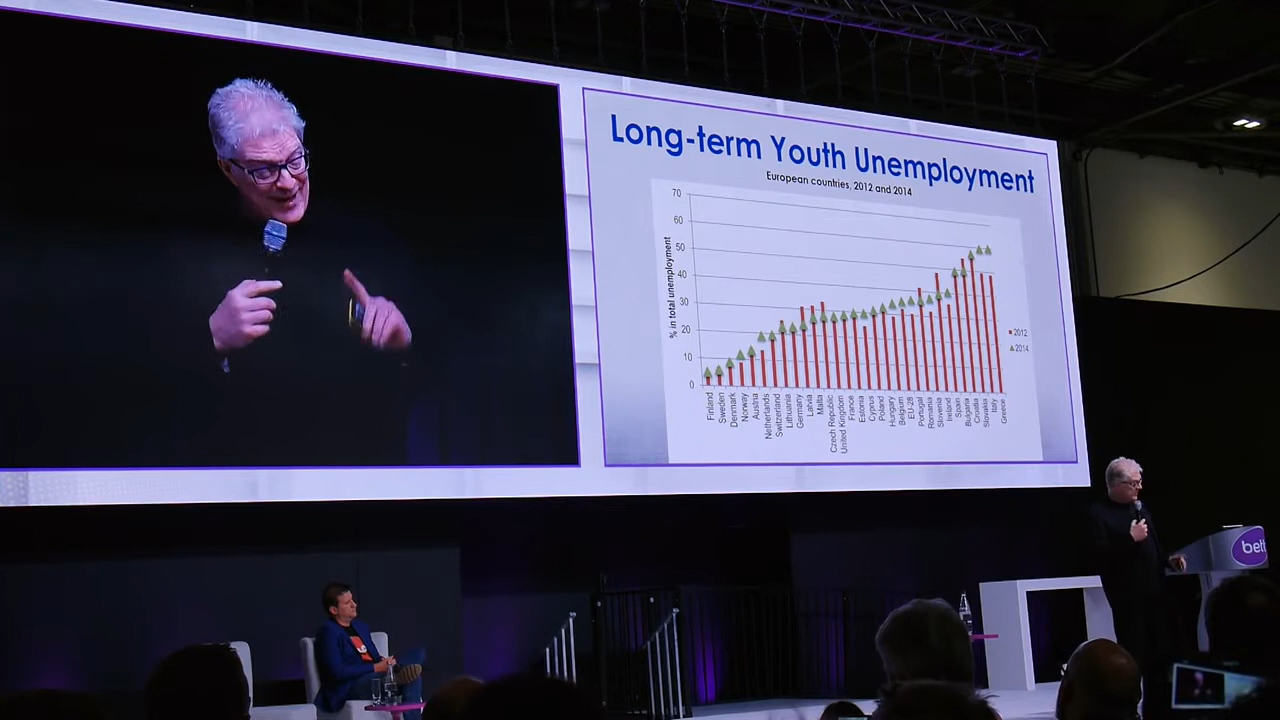 Long-term Youth Unemployment
European countries, 2012 and 2014
% in total unemployment
70
60
50
40
30
20
10
0
Finland
Sweden
Denmark
Norway
Austria
Netherlands
Switzerland
Lithuania
Germany
Latvia
Malta
Czech Republic
United Kingdom
France
Estonia
Cyprus
Poland
Hungary
Belgium
EU-28
Portugal
Romania
Slovenia
Ireland
Spain
Bulgaria
Croatia
Slovakia
Italy
Greece
2012
2014
bett